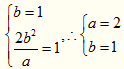 {b=1
2b²/a=1, ∴ {a=2
b=1